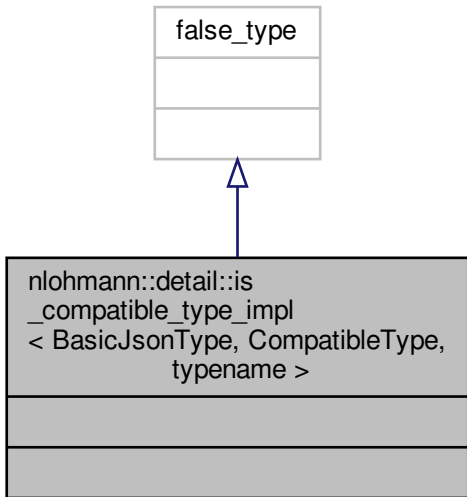 false_type
nlohmann::detail::is
_compatible_type_impl
< BasicJsonType, CompatibleType,
typename >